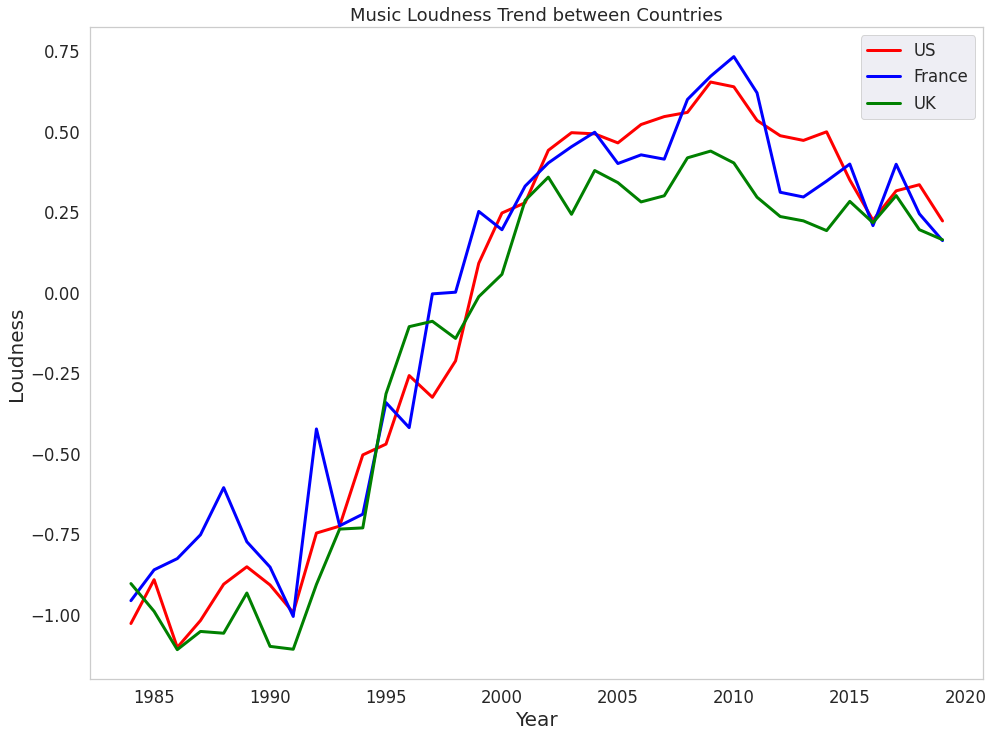 Music Loudness Trend between Countries
US
France
UK
Loudness
0.75
0.50
0.25
0.00
−0.25
−0.50
−0.75
−1.00
1985 1990 1995 2000 2005 2010 2015 2020
Year